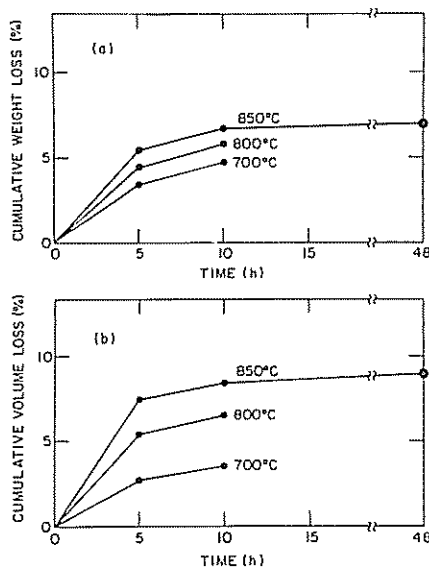 CUMULATIVE WEIGHT LOSS (%)
10
5
0
(a)
850°C
800°C
700°C
0 5 10 15 48
TIME (h)
CUMULATIVE VOLUME LOSS (%)
10
5
0
(b)
850°C
800°C
700°C
0 5 10 15 48
TIME (h)